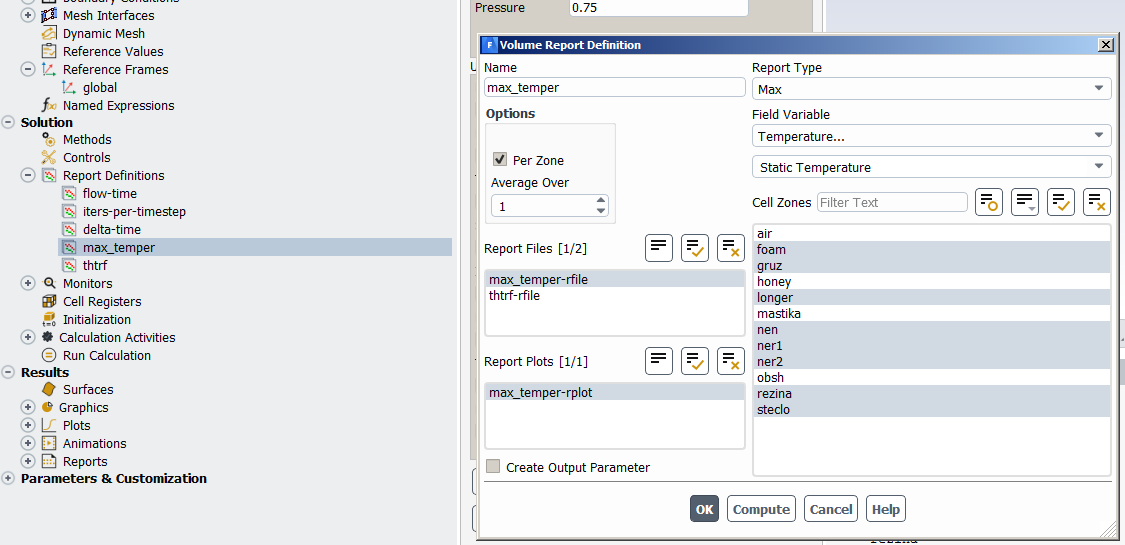 Boundary Conditions
Mesh Interfaces
Dynamic Mesh
Reference Values
Reference Frames
global
Named Expressions
Solution
Methods
Controls
Report Definitions
flow-time
iters-per-timestep
delta-time
max_temper
thtrf
Monitors
Cell Registers
Initialization
Calculation Activities
Run Calculation
Results
Surfaces
Graphics
Plots
Animations
Reports
Parameters & Customization
Pressure
0.75
Volume Report Definition
Name
max_temper
Options
Per Zone
Average Over
1
Report Files [1/2]
max_temper-rfile
thtrf-rfile
Report Plots [1/1]
max_temper-rplot
Create Output Parameter
Report Type
Max
Field Variable
Temperature...
Static Temperature
Cell Zones Filter Text
air
foam
gruz
honey
longer
mastika
nen
ner1
ner2
obsh
rezina
steclo
OK Compute Cancel Help